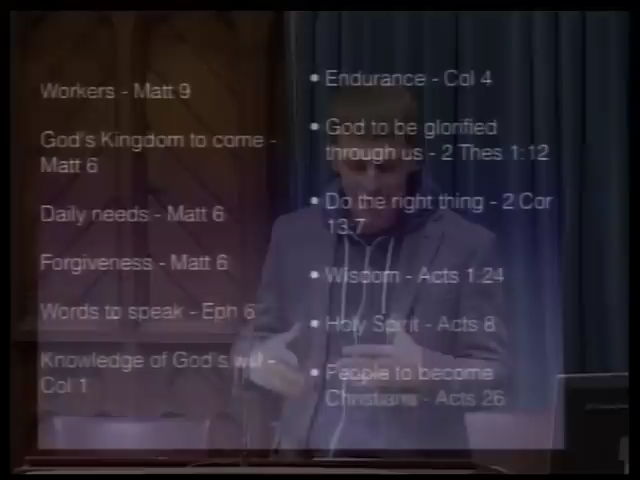 Workers - Matt 9
God's Kingdom to come -
Matt 6
Daily needs - Matt 6
Forgiveness - Matt 6
Words to speak - Eph 6
Knowledge of God's will -
Col 1
• Endurance - Col 4
• God to be glorified
through us - 2 Thes 1:12
• Do the right thing - 2 Cor
13:7
• Wisdom - Acts 1:24
• Holy Spirit - Acts 8
• People to become
Christians - Acts 26